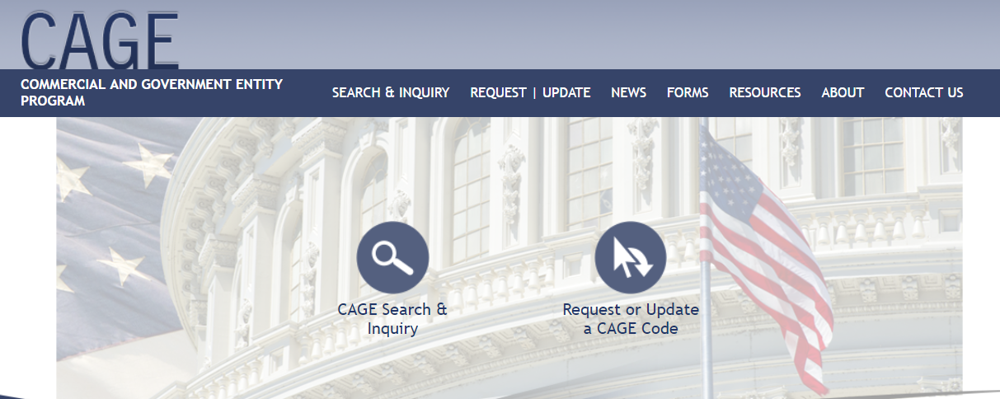 CAGE
COMMERCIAL AND GOVERNMENT ENTITY
PROGRAM
SEARCH & INQUIRY REQUEST | UPDATE NEWS FORMS RESOURCES ABOUT CONTACT US
CAGE Search &
Inquiry
Request or Update
a CAGE Code